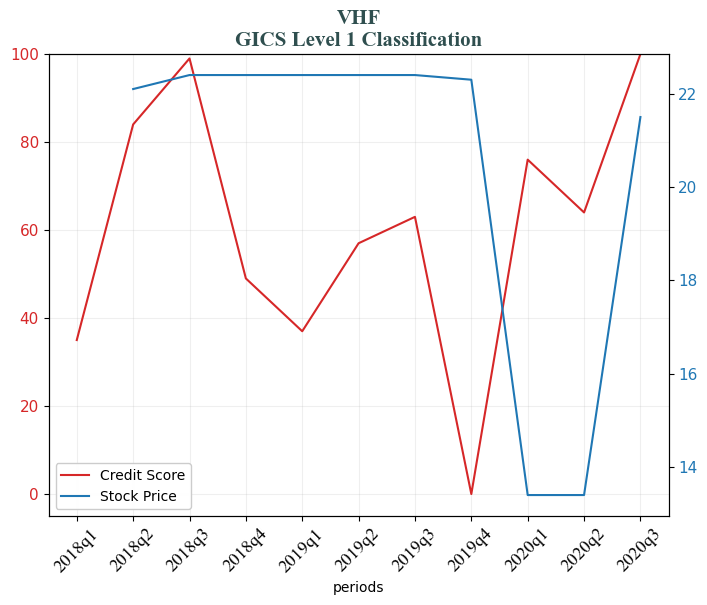 VHF
GICS Level 1 Classification
100
80
60
40
20
0
22
20
18
16
14
Credit Score
Stock Price
2018q1
2018q2
2018q3
2018q4
2019q1
2019q2
2019q3
2019q4
2020q1
2020q2
2020q3
periods